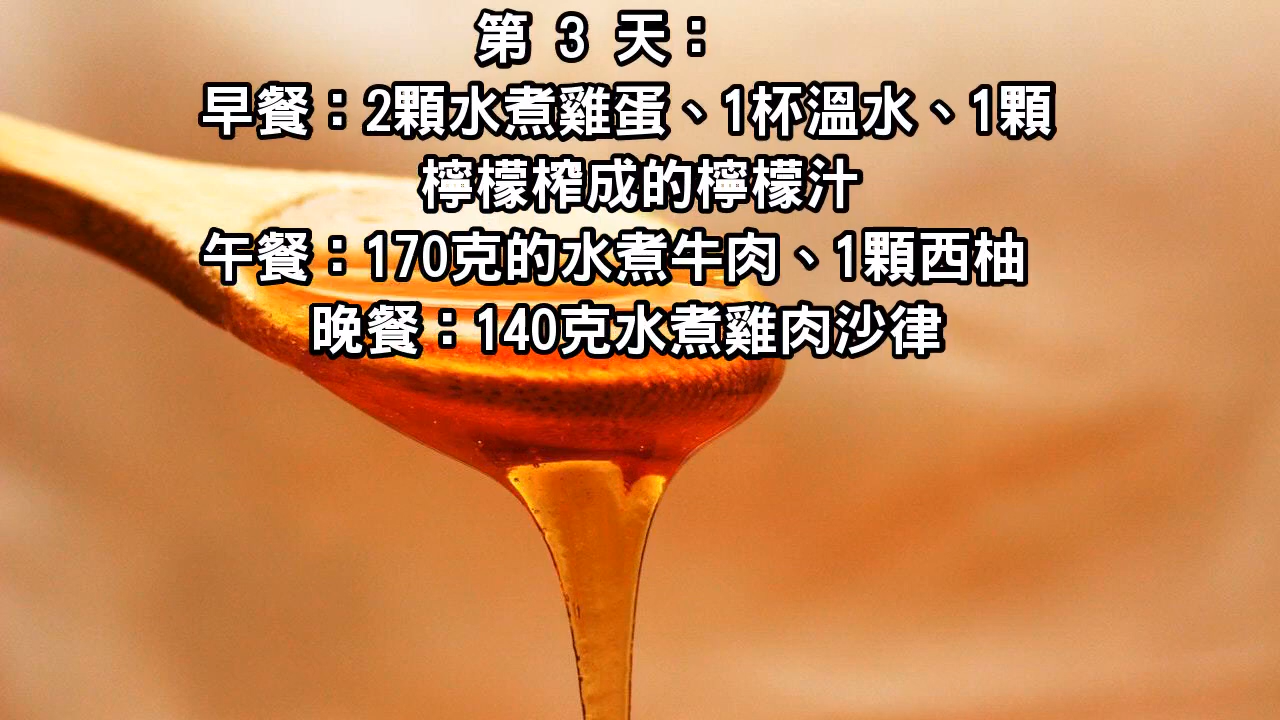 第 3 天：
早餐：2顆水煮雞蛋、1杯溫水、1顆
檸檬榨成的檸檬汁
午餐：170克的水煮牛肉、1顆西柚
晚餐：140克水煮雞肉沙律